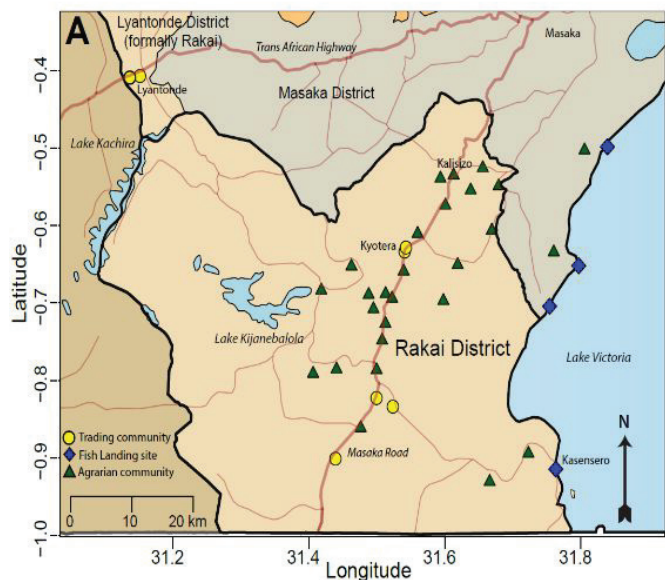 A
Lyantonde District
(formally Rakai)
Trans African Highway
Masaka
Lyantonde
Masaka District
Lake Kachira
Kalisizo
Kyotera
Lake Kijanebalola
Rakai District
Lake Victoria
Trading community
Fish Landing site
Agrarian community
Masaka Road
Kasensero
N
0 10 20 km
−0.4
−0.5
−0.6
−0.7
−0.8
−0.9
−1.0
Latitude
31.2 31.4 31.6 31.8
Longitude